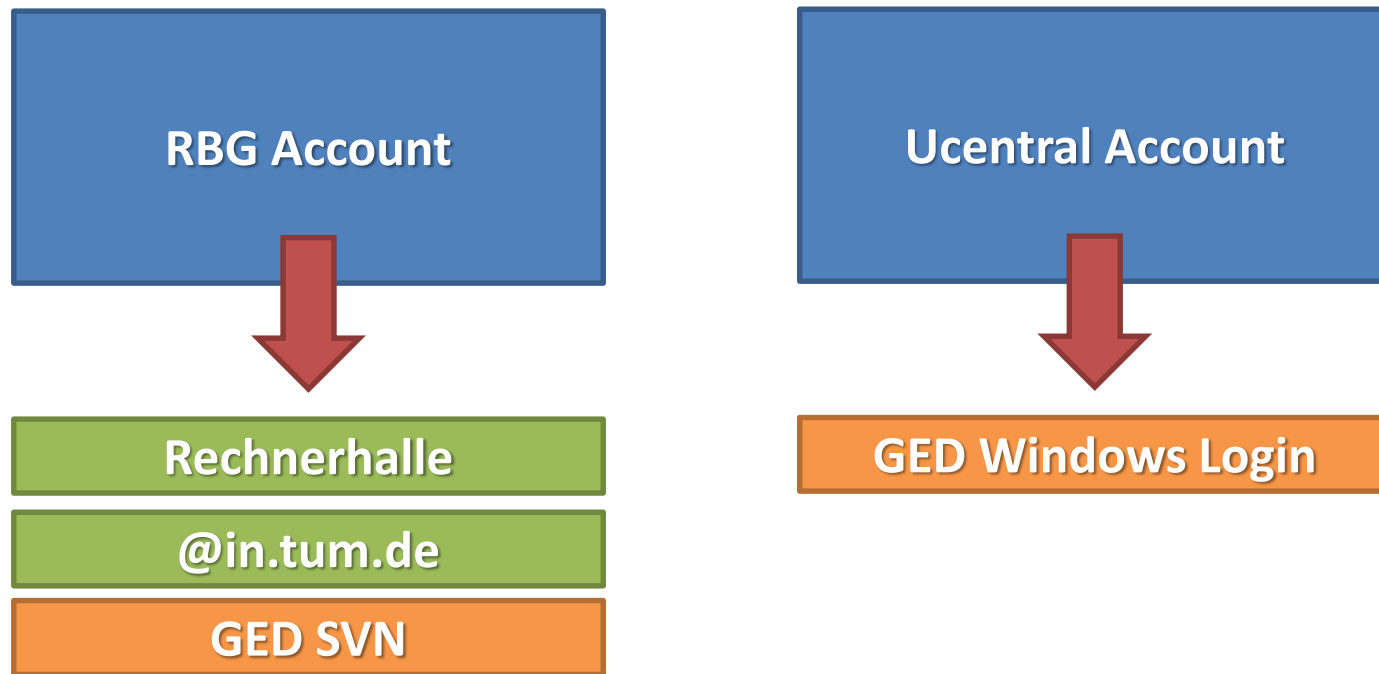 RBG Account
Ucentral Account
Rechnerhalle
GED Windows Login
@in.tum.de
GED SVN